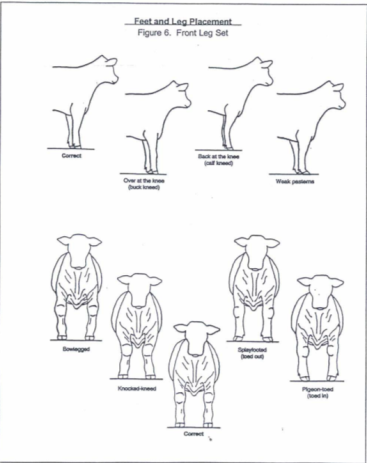 Feet and Leg Placement
Figure 6. Front Leg Set
Correct
Over at the knee
(buck kneed)
Back at the knee
(calf kneed)
Weak pasterns
Bowlegged
Knocked-kneed
Correct
Splayfooted
(toed out)
Pigeon-toed
(toed in)